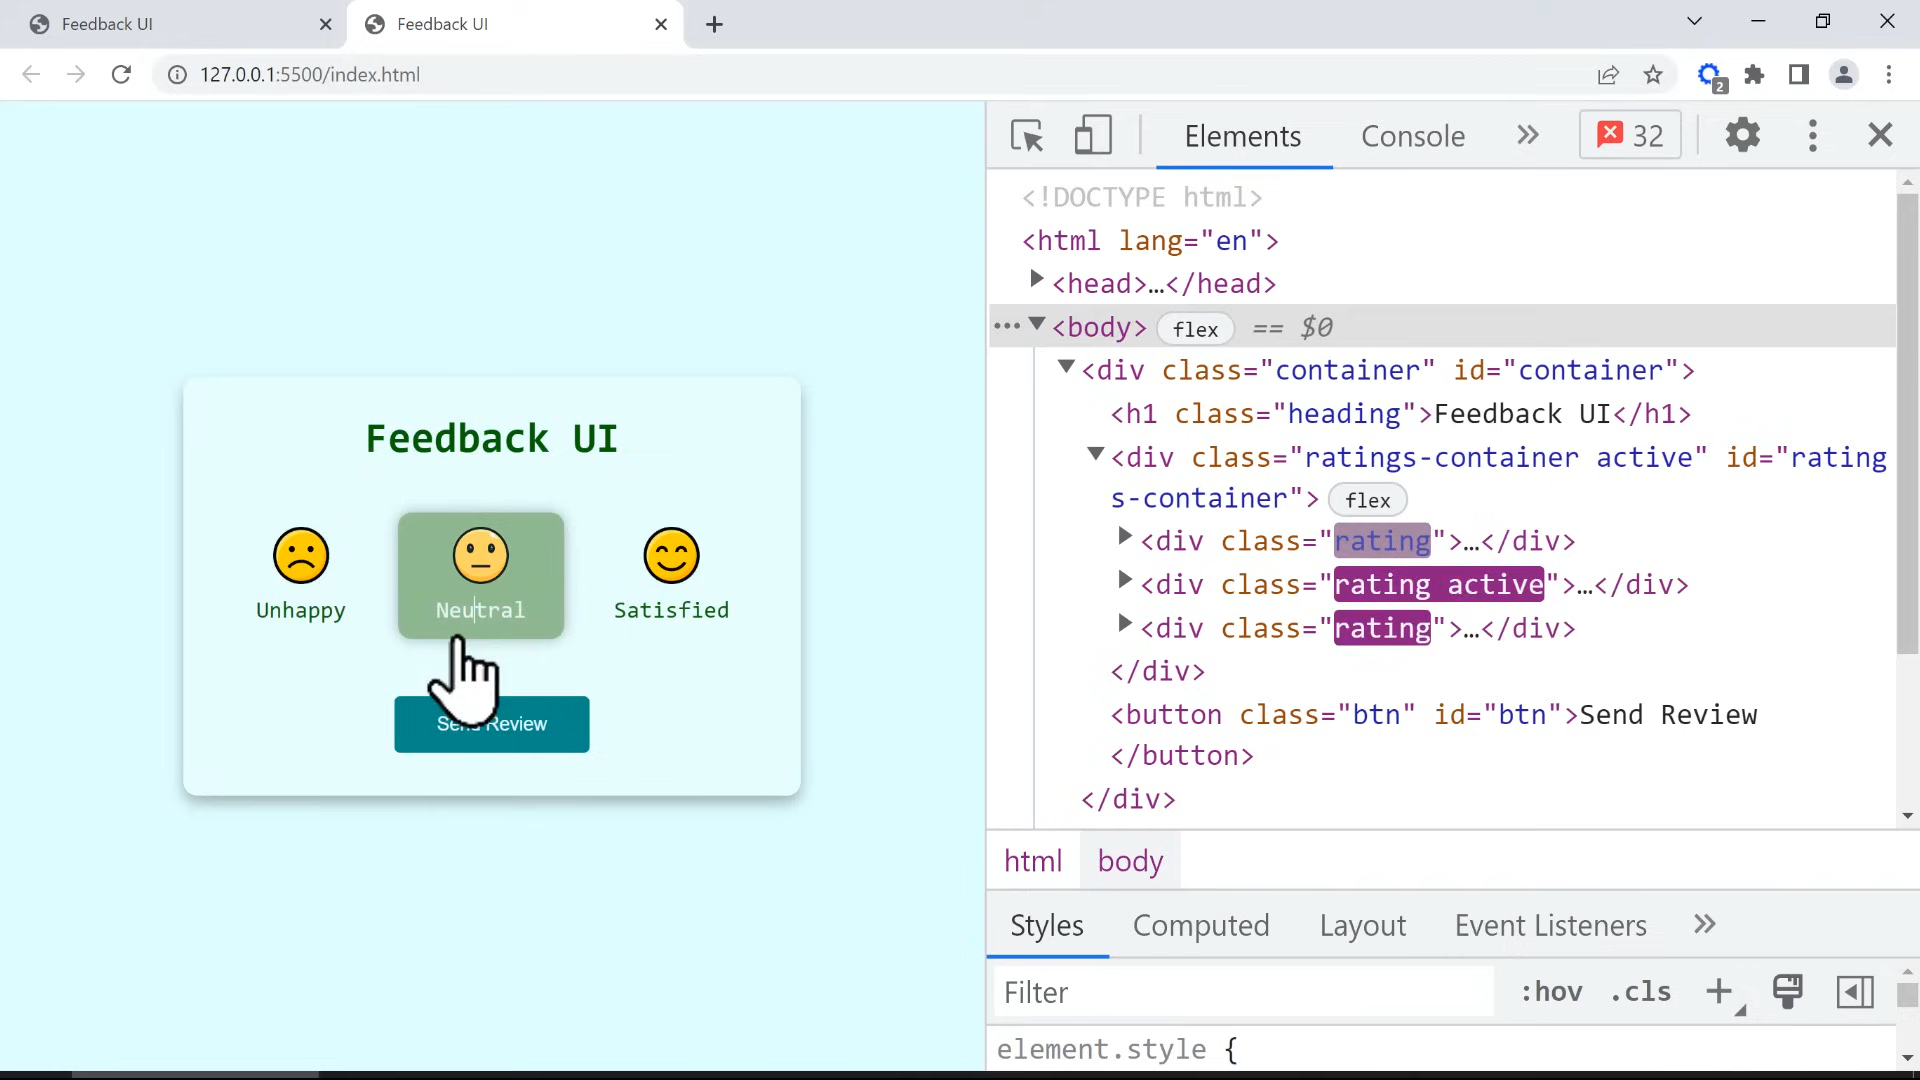 Feedback UI
Feedback UI
127.0.0.1:5500/index.html
2
Feedback UI
Unhappy
Neutral
Satisfied
Send Review
Elements
Console
32
<!DOCTYPE html>
<html lang="en">
<head>…</head>
<body> flex == $0
<div class="container" id="container">
<h1 class="heading">Feedback UI</h1>
<div class="ratings-container active" id="rating
s-container"> flex
<div class="rating">…</div>
<div class="rating active">…</div>
<div class="rating">…</div>
</div>
<button class="btn" id="btn">Send Review
</button>
</div>
html body
Styles Computed Layout Event Listeners
Filter :hov .cls
element.style {